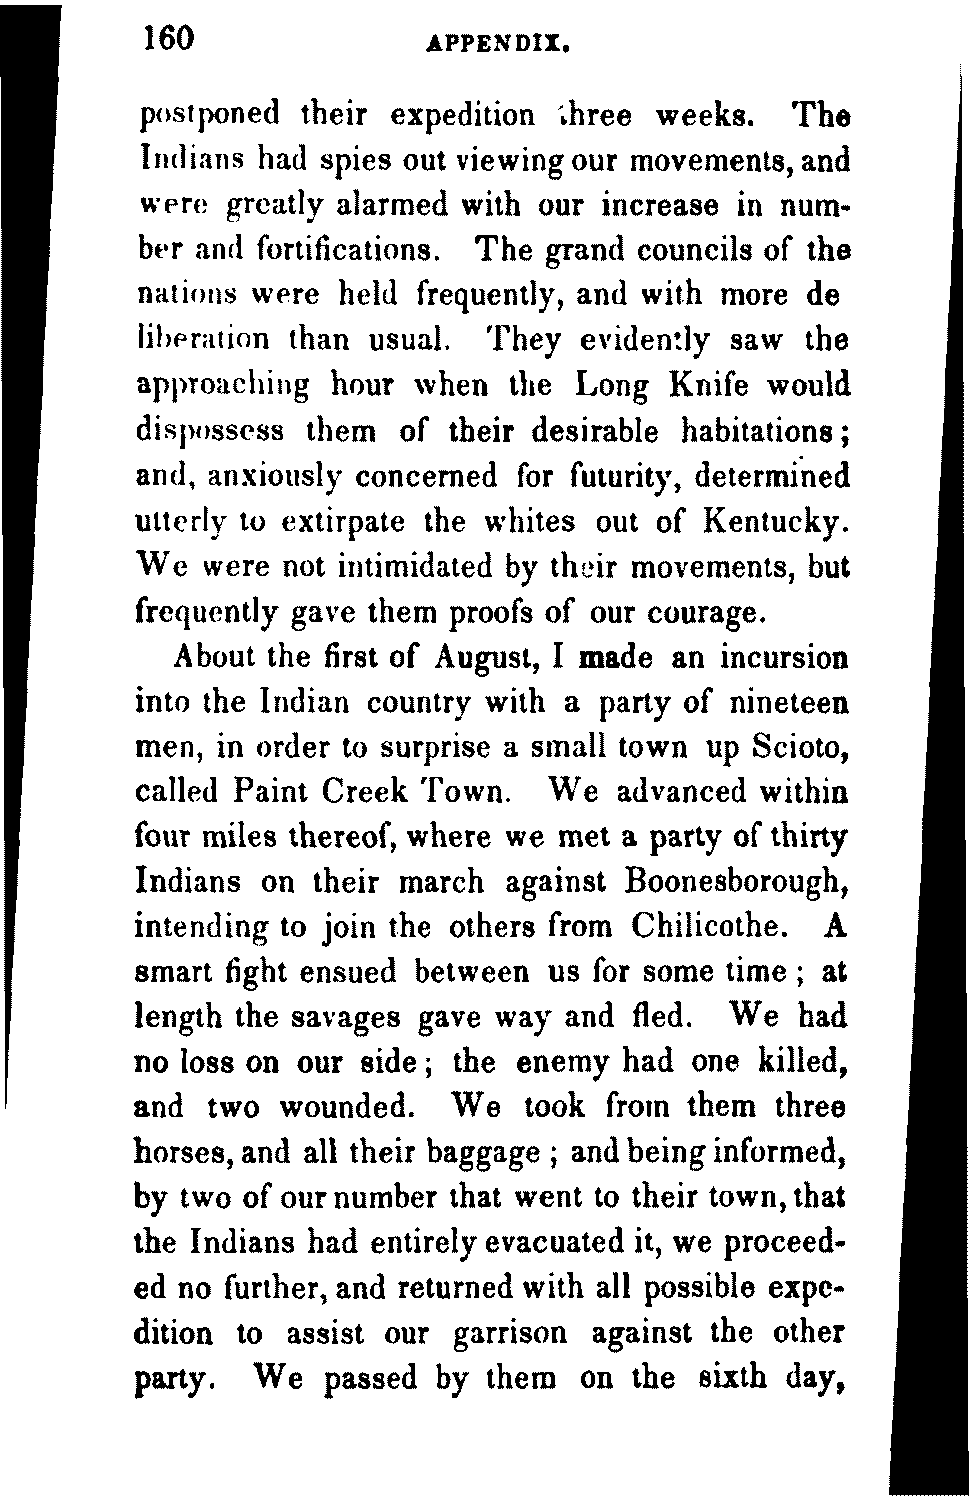 160 APPENDIX.
postponed their expedition three weeks. The
Indians had spies out viewing our movements, and
were greatly alarmed with our increase in num-
ber and fortifications. The grand councils of the
nations were held frequently, and with more de
liberation than usual. They evidently saw the
approaching hour when the Long Knife would
dispossess them of their desirable habitations;
and, anxiously concerned for futurity, determined
utterly to extirpate the whites out of Kentucky.
We were not intimidated by their movements, but
frequently gave them proofs of our courage.
About the first of August, I made an incursion
into the Indian country with a party of nineteen
men, in order to surprise a small town up Scioto,
called Paint Creek Town. We advanced within
four miles thereof, where we met a party of thirty
Indians on their march against Boonesborough,
intending to join the others from Chilicothe. A
smart fight ensued between us for some time; at
length the savages gave way and fled. We had
no loss on our side; the enemy had one killed,
and two wounded. We took from them three
horses, and all their baggage; and being informed,
by two of our number that went to their town, that
the Indians had entirely evacuated it, we proceed-
ed no further, and returned with all possible expe-
dition to assist our garrison against the other
party. We passed by them on the sixth day,